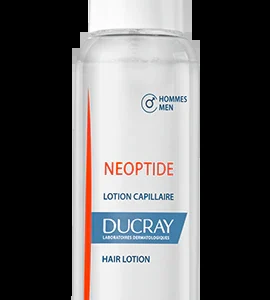 HOMMES
MEN
NEOPTIDE
LOTION CAPILLAIRE
DUCRAY
LABORATOIRES DERMATOLOGIQUES
HAIR LOTION